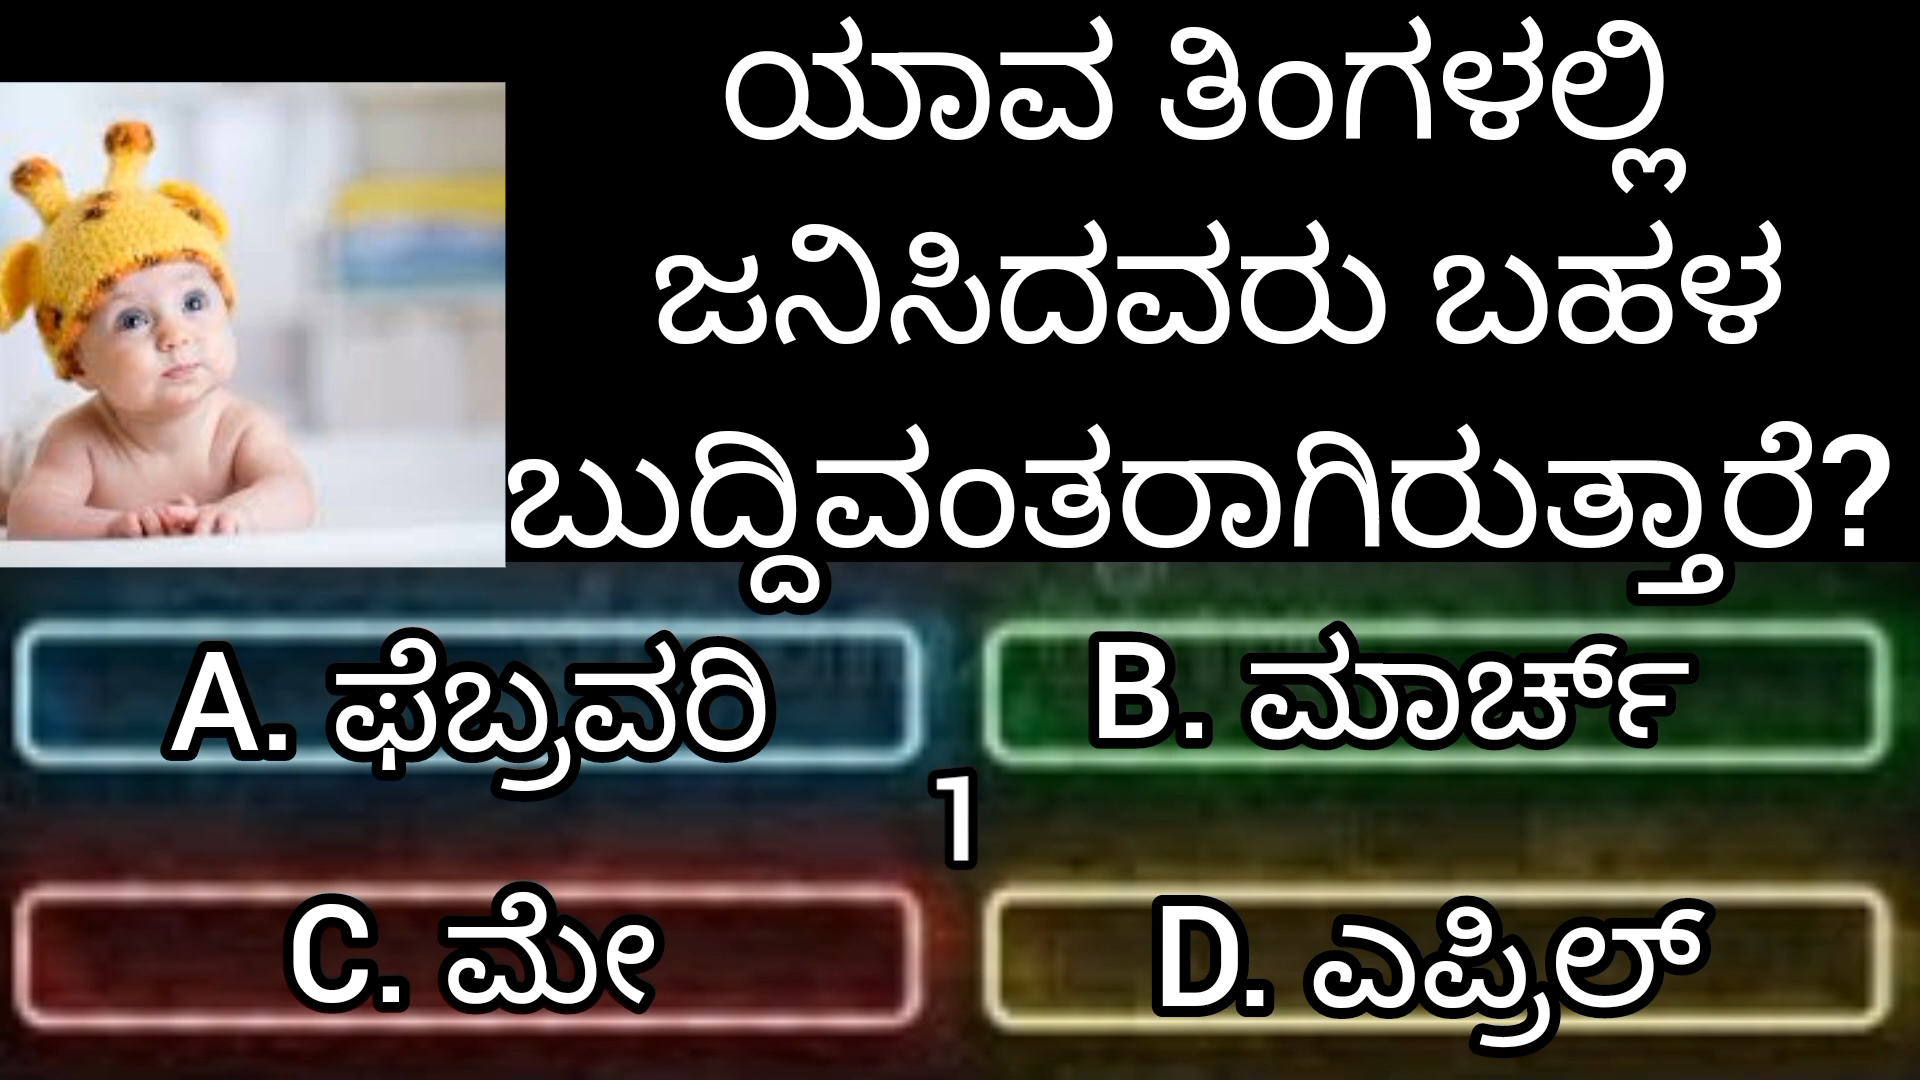 ಯಾವ ತಿಂಗಳಲ್ಲಿ
ಜನಿಸಿದವರು ಬಹಳ
ಬುದ್ದಿವಂತರಾಗಿರುತ್ತಾರೆ?
A. ಫೆಬ್ರವರಿ
B. ಮಾರ್ಚ್
1
C. ಮೇ
D. ಎಪ್ರಿಲ್